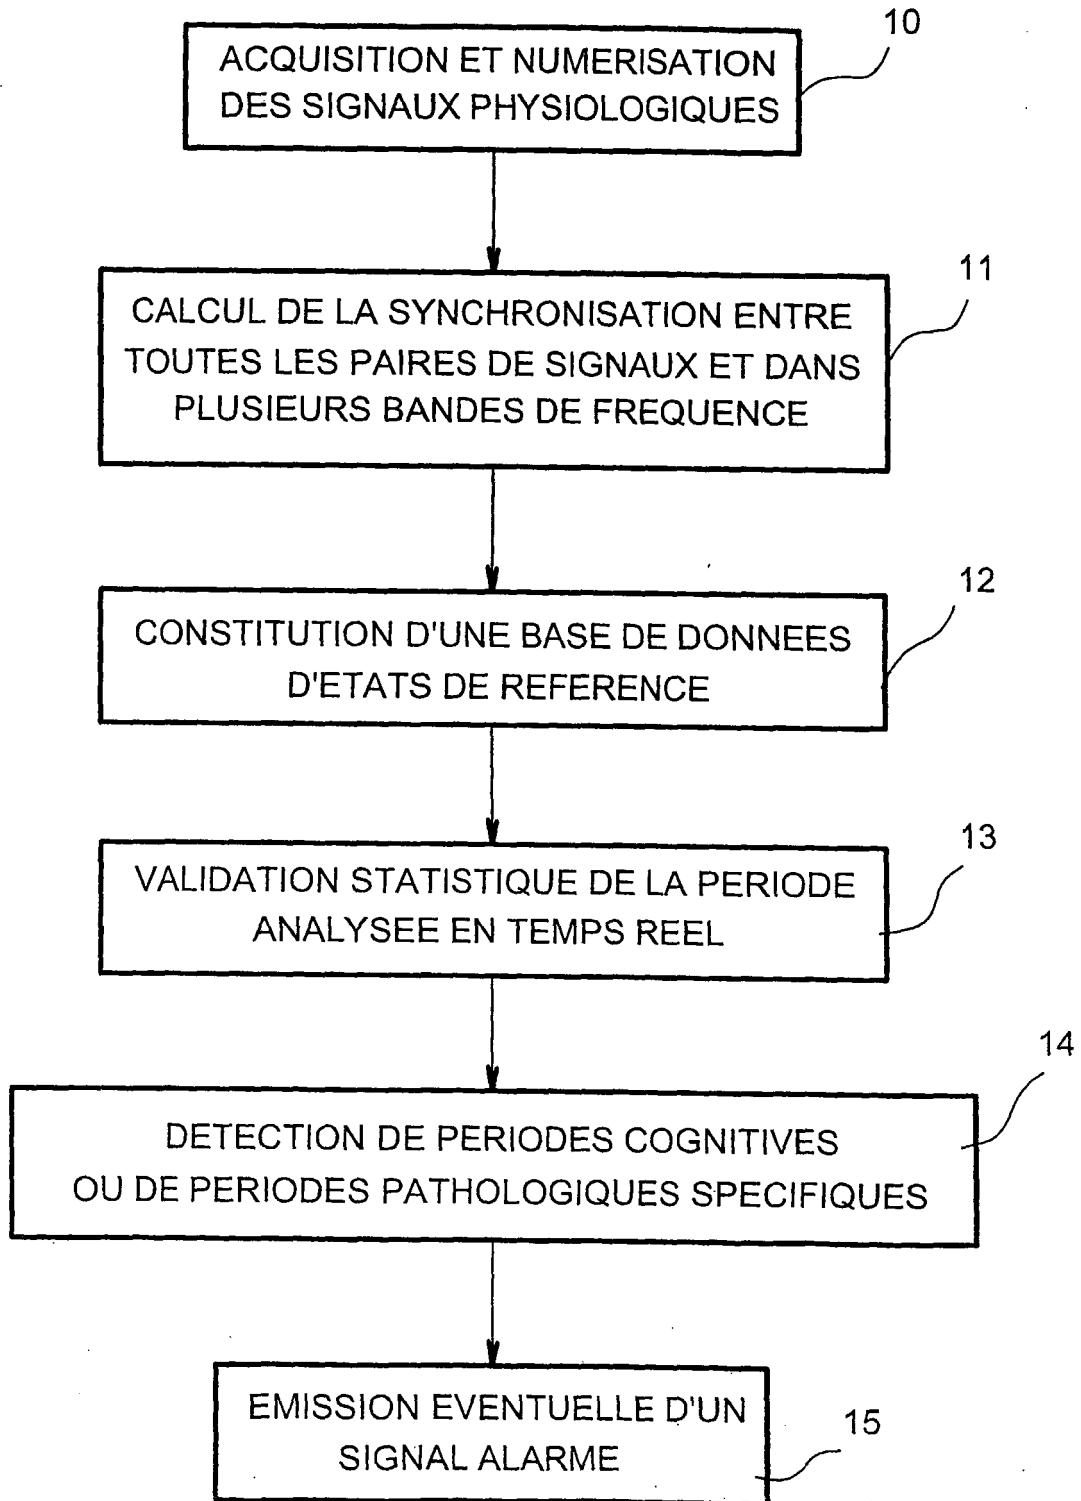 10
ACQUISITION ET NUMERISATION
DES SIGNAUX PHYSIOLOGIQUES
11
CALCUL DE LA SYNCHRONISATION ENTRE
TOUTES LES PAIRES DE SIGNAUX ET DANS
PLUSIEURS BANDES DE FREQUENCE
12
CONSTITUTION D'UNE BASE DE DONNEES
D'ETATS DE REFERENCE
13
VALIDATION STATISTIQUE DE LA PERIODE
ANALYSEE EN TEMPS REEL
14
DETECTION DE PERIODES COGNITIVES
OU DE PERIODES PATHOLOGIQUES SPECIFIQUES
EMISSION EVENTUELLE D'UN
SIGNAL ALARME
15